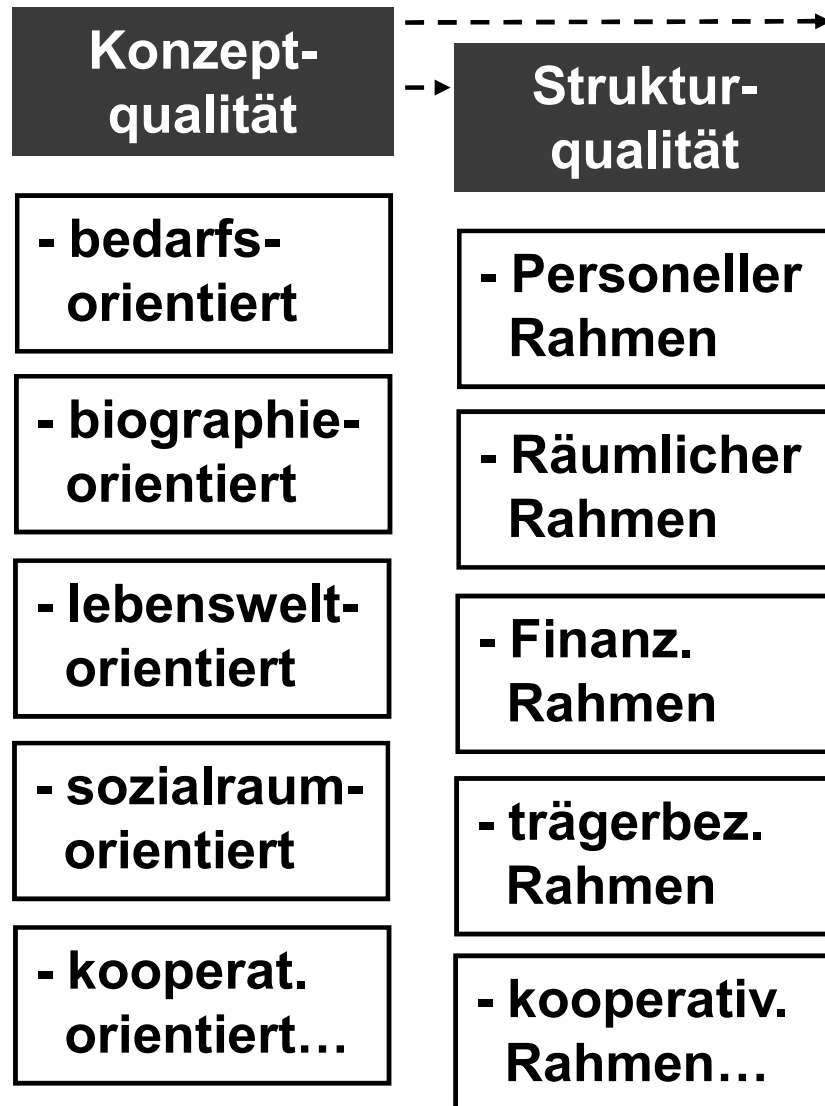 Konzept-
qualität
- bedarfs-
orientiert
- biographie-
orientiert
- lebenswelt-
orientiert
- sozialraum-
orientiert
- kooperat.
orientiert…
Struktur-
qualität
- Personeller
Rahmen
- Räumlicher
Rahmen
- Finanz.
Rahmen
- trägerbez.
Rahmen
- kooperativ.
Rahmen…